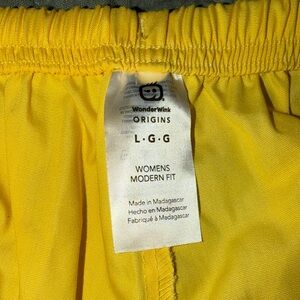 WonderWink
ORIGINS
L·G·G
WOMENS
MODERN FIT
Made in Madagascar
Hecho en Madagascar
Fabriqué à Madagascar